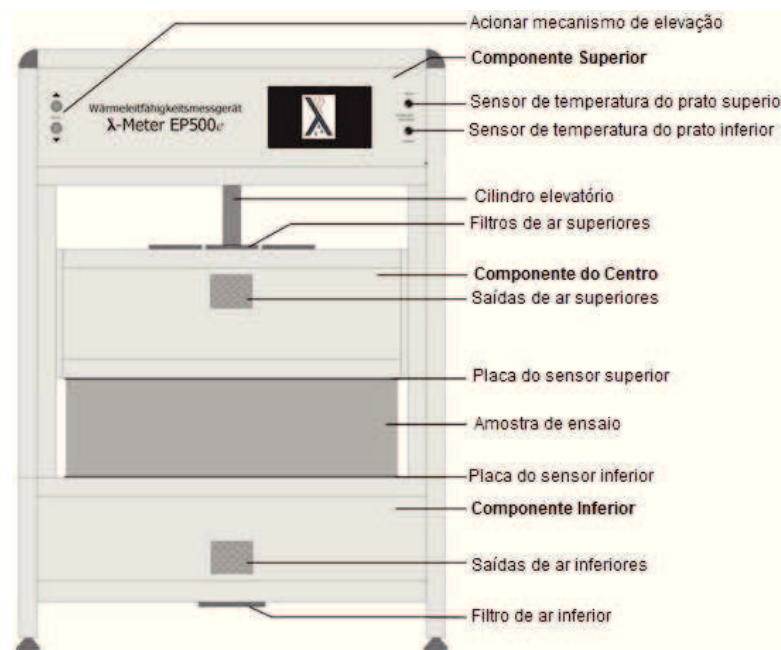 Acionar mecanismo de elevação
Componente Superior
Wärmeleitfähigkeitsmessgerät
λ-Meter EP500e
Sensor de temperatura do prato superio
Sensor de temperatura do prato inferior
Cilindro elevatório
Filtros de ar superiores
Componente do Centro
Saídas de ar superiores
Placa do sensor superior
Amostra de ensaio
Placa do sensor inferior
Componente Inferior
Saídas de ar inferiores
Filtro de ar inferior